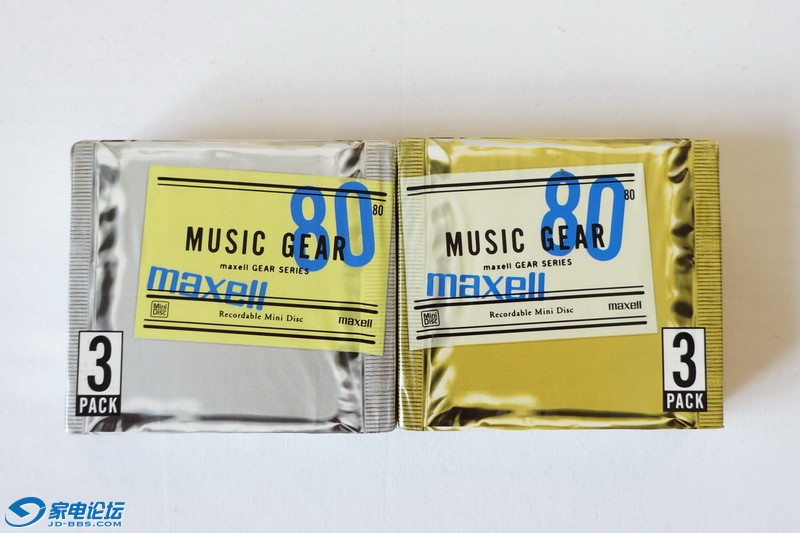 80
80
MUSIC GEAR
maxell GEAR SERIES
maxell
Mini Disc
Recordable Mini Disc
maxell
3
PACK
80
80
MUSIC GEAR
maxell GEAR SERIES
maxell
Mini Disc
Recordable Mini Disc
maxell
3
PACK
家电论坛
JD-BBS.COM